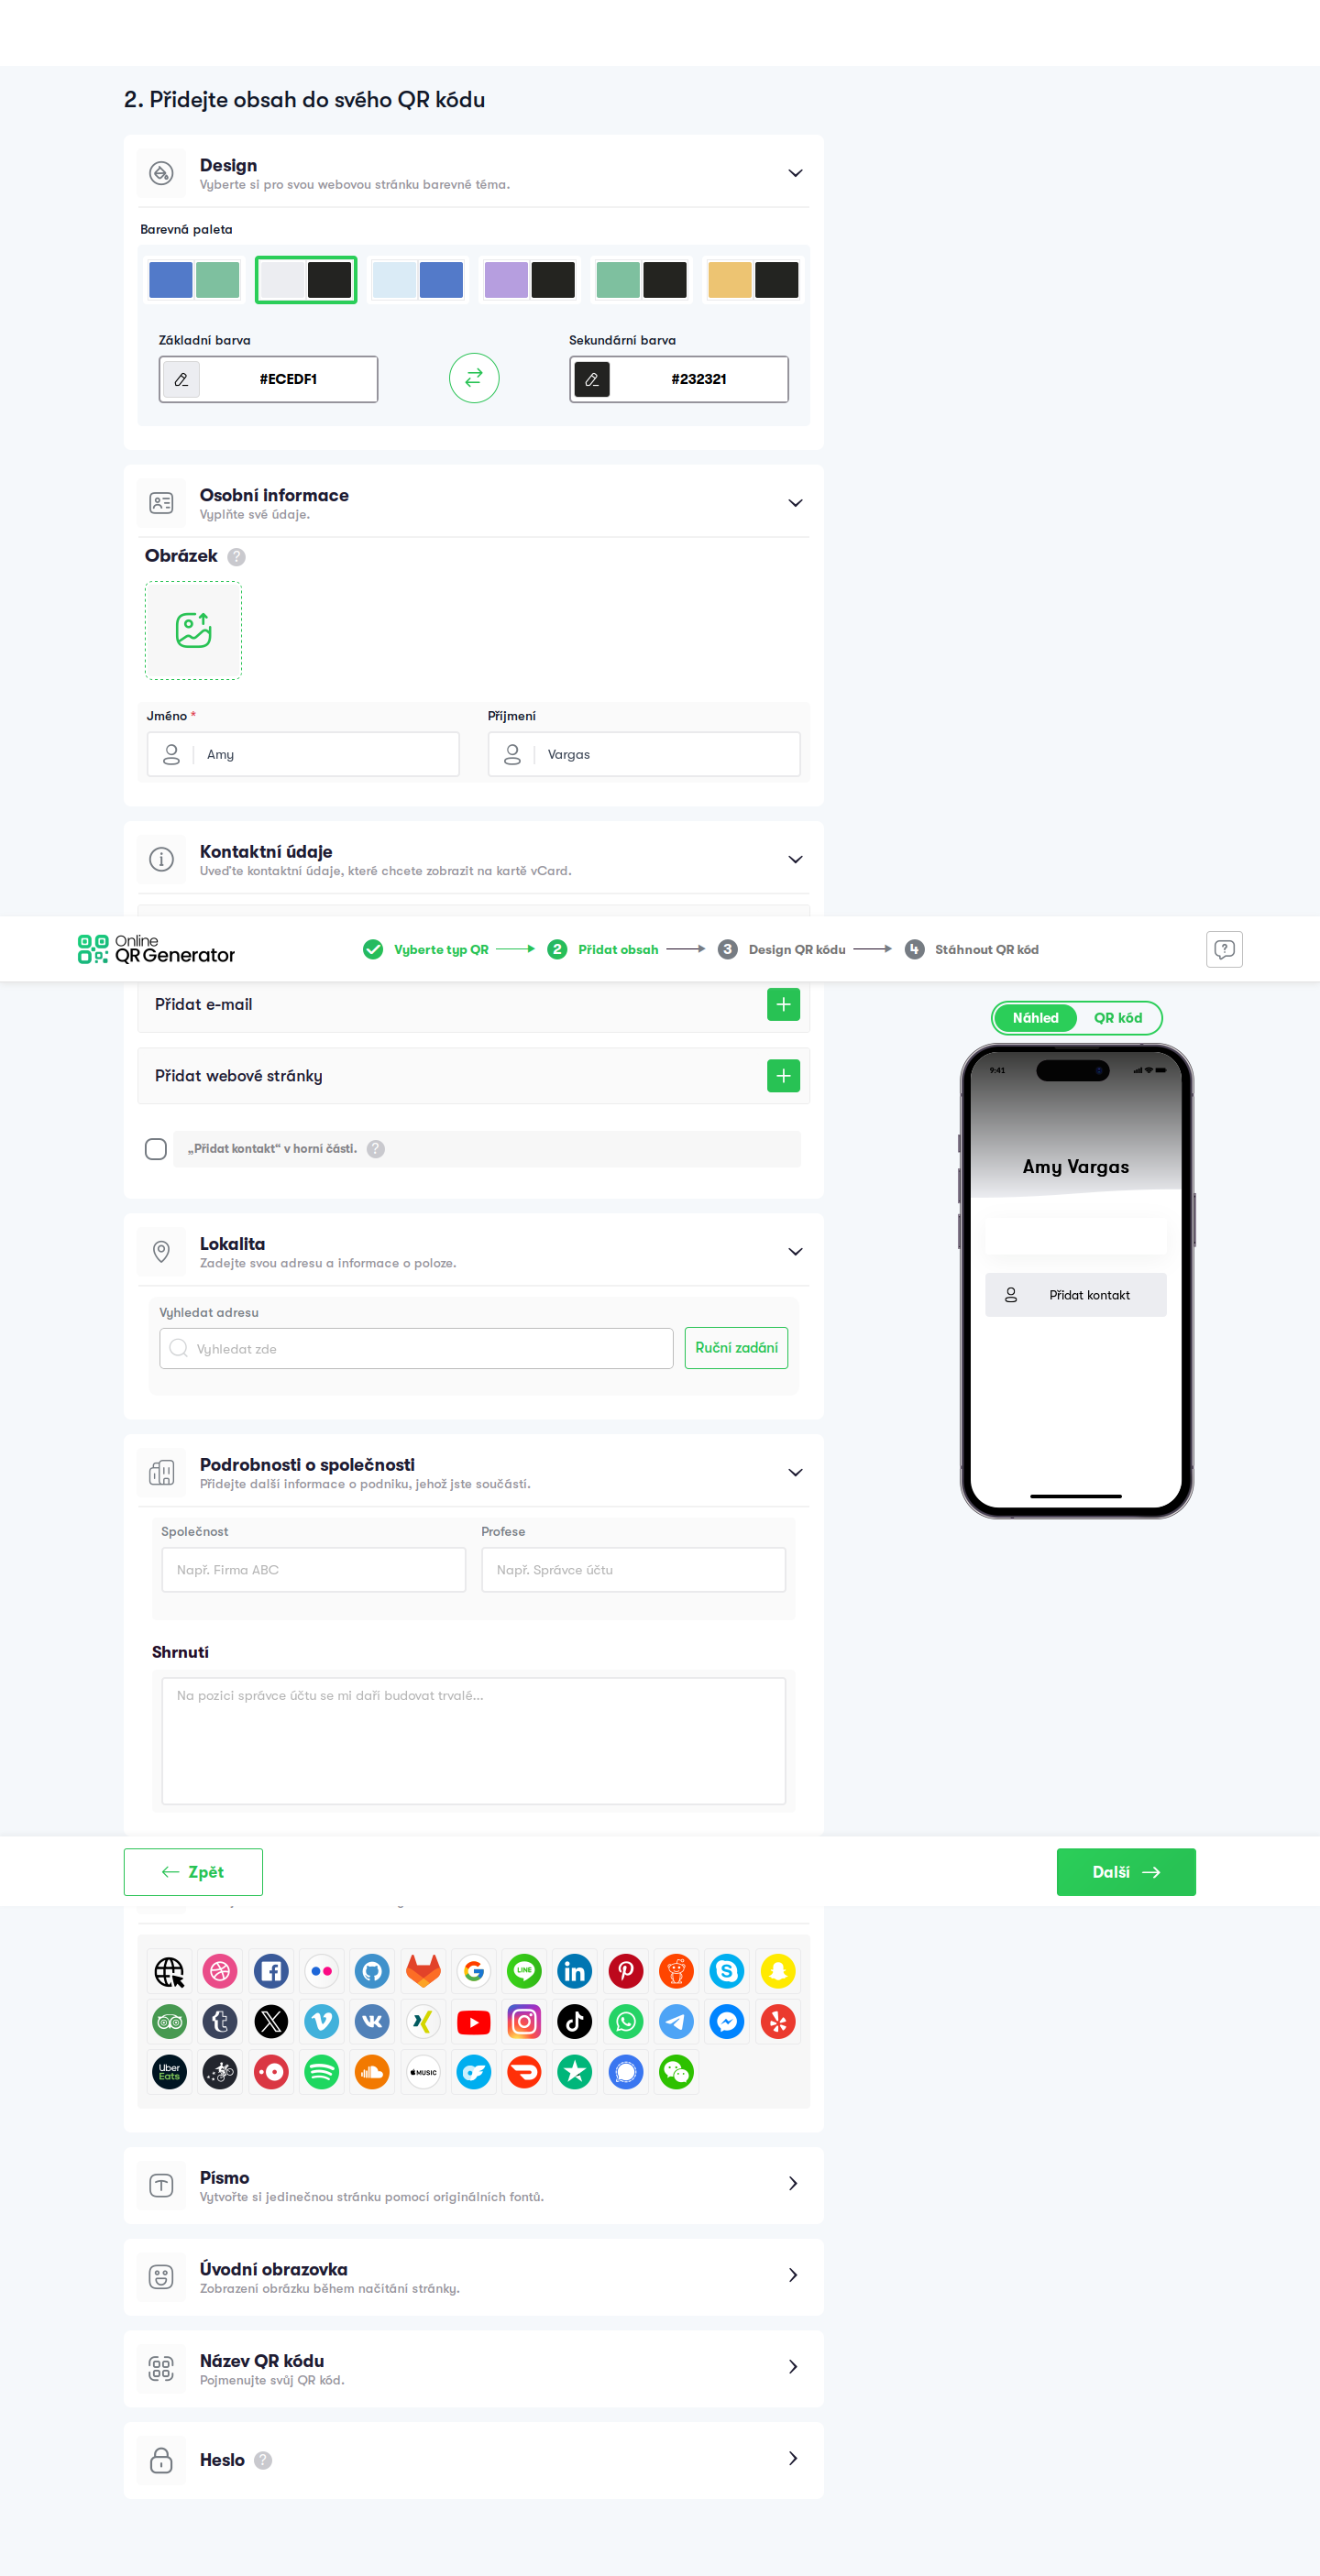 2. Přidejte obsah do svého QR kódu
Design
Vyberte si pro svou webovou stránku barevné téma.
Barevná paleta
Základní barva
Sekundární barva
#ECEDF1
#232321
Osobní informace
Vyplňte své údaje.
Obrázek ?
Jméno *
Příjmení
Amy
Vargas
Kontaktní údaje
Uveďte kontaktní údaje, které chcete zobrazit na kartě vCard.
Online
QR Generator
Vyberte typ QR
2 Přidat obsah
3 Design QR kódu
4 Stáhnout QR kód
Přidat e-mail
Přidat webové stránky
„Přidat kontakt“ v horní části. ?
Náhled
QR kód
9:41
Amy Vargas
Přidat kontakt
Lokalita
Zadejte svou adresu a informace o poloze.
Vyhledat adresu
Vyhledat zde
Ruční zadání
Podrobnosti o společnosti
Přidejte další informace o podniku, jehož jste součástí.
Společnost
Profese
Např. Firma ABC
Např. Správce účtu
Shrnutí
Na pozici správce účtu se mi daří budovat trvalé...
Zpět
Další
LINE
in
Uber
Eats
MUSIC
Písmo
Vytvořte si jedinečnou stránku pomocí originálních fontů.
Úvodní obrazovka
Zobrazení obrázku během načítání stránky.
Název QR kódu
Pojmenujte svůj QR kód.
Heslo ?